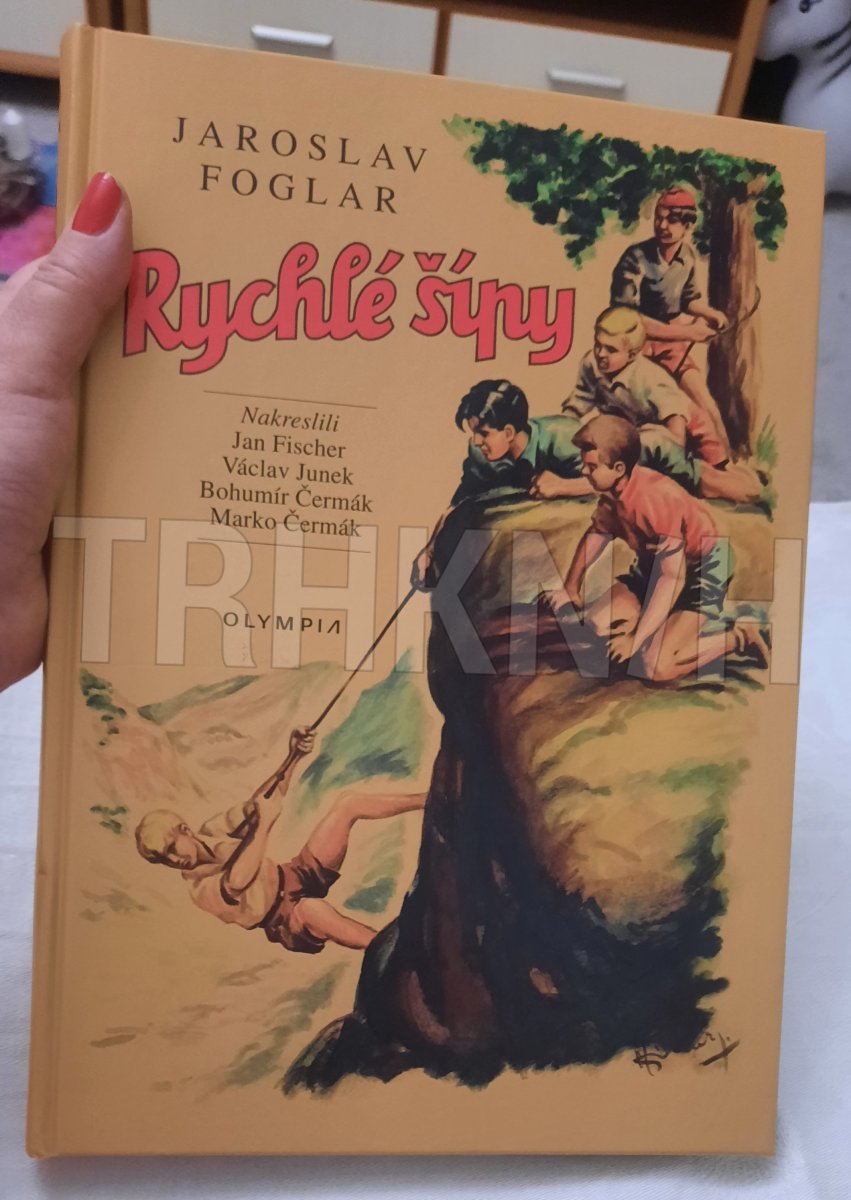 JAROSLAV
FOGLAR
Rychlé šípy
Nakreslili
Jan Fischer
Václav Junek
Bohumír Čermák
Marko Čermák
TRHKNIH
OLYMPIA